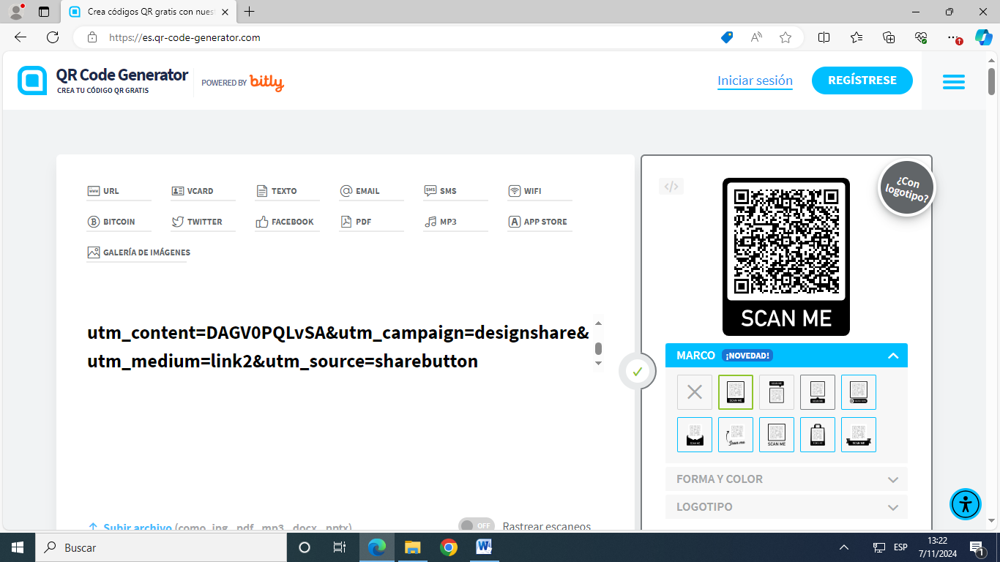 Crea códigos QR gratis con nues
https://es.qr-code-generator.com
QR Code Generator
CREA TU CÓDIGO QR GRATIS
POWERED BY bitly
Iniciar sesión
REGÍSTRESE
URL
VCARD
TEXTO
EMAIL
SMS
WIFI
BITCOIN
TWITTER
FACEBOOK
PDF
MP3
APP STORE
GALERÍA DE IMÁGENES
utm_content=DAGV0PQLvSA&utm_campaign=designshare&
utm_medium=link2&utm_source=sharebutton
Subir archivo (como .jpg, .pdf, .mp3, .docx, .pptx)
OFF
Rastrear escaneos
¿Con
logotipo?
SCAN ME
MARCO ¡NOVEDAD!
SCAN ME
Scan me
SCAN ME
SCAN ME
FORMA Y COLOR
LOGOTIPO
Buscar
ESP
13:22
7/11/2024
1